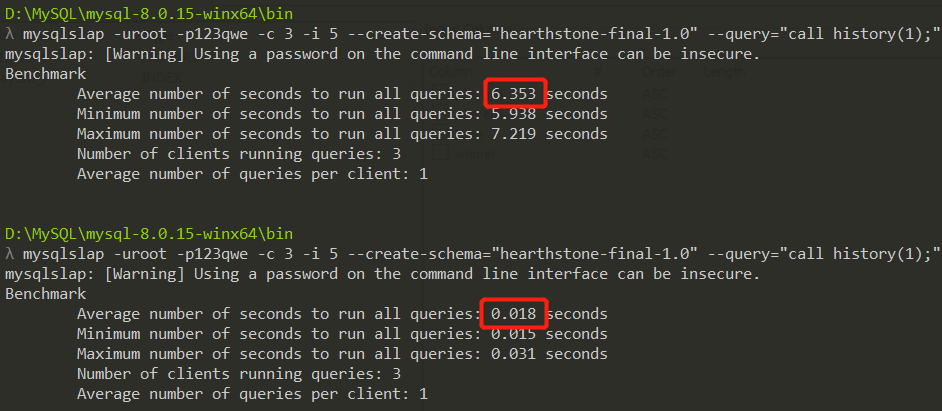 D:\MySQL\mysql-8.0.15-winx64\bin
λ mysqlslap -uroot -p123qwe -c 3 -i 5 --create-schema="hearthstone-final-1.0" --query="call history(1);"
mysqlslap: [Warning] Using a password on the command line interface can be insecure.
Benchmark
Average number of seconds to run all queries: 6.353 seconds
Minimum number of seconds to run all queries: 5.938 seconds
Maximum number of seconds to run all queries: 7.219 seconds
Number of clients running queries: 3
Average number of queries per client: 1
D:\MySQL\mysql-8.0.15-winx64\bin
λ mysqlslap -uroot -p123qwe -c 3 -i 5 --create-schema="hearthstone-final-1.0" --query="call history(1);"
mysqlslap: [Warning] Using a password on the command line interface can be insecure.
Benchmark
Average number of seconds to run all queries: 0.018 seconds
Minimum number of seconds to run all queries: 0.015 seconds
Maximum number of seconds to run all queries: 0.031 seconds
Number of clients running queries: 3
Average number of queries per client: 1